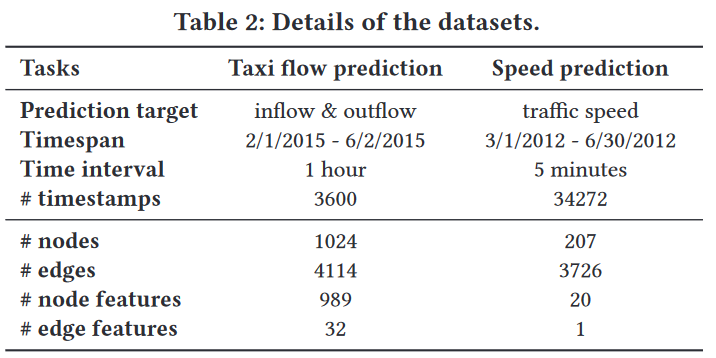 Table 2: Details of the datasets.
Tasks Taxi flow prediction Speed prediction
Prediction target inflow & outflow traffic speed
Timespan 2/1/2015 - 6/2/2015 3/1/2012 - 6/30/2012
Time interval 1 hour 5 minutes
# timestamps 3600 34272
# nodes 1024 207
# edges 4114 3726
# node features 989 20
# edge features 32 1